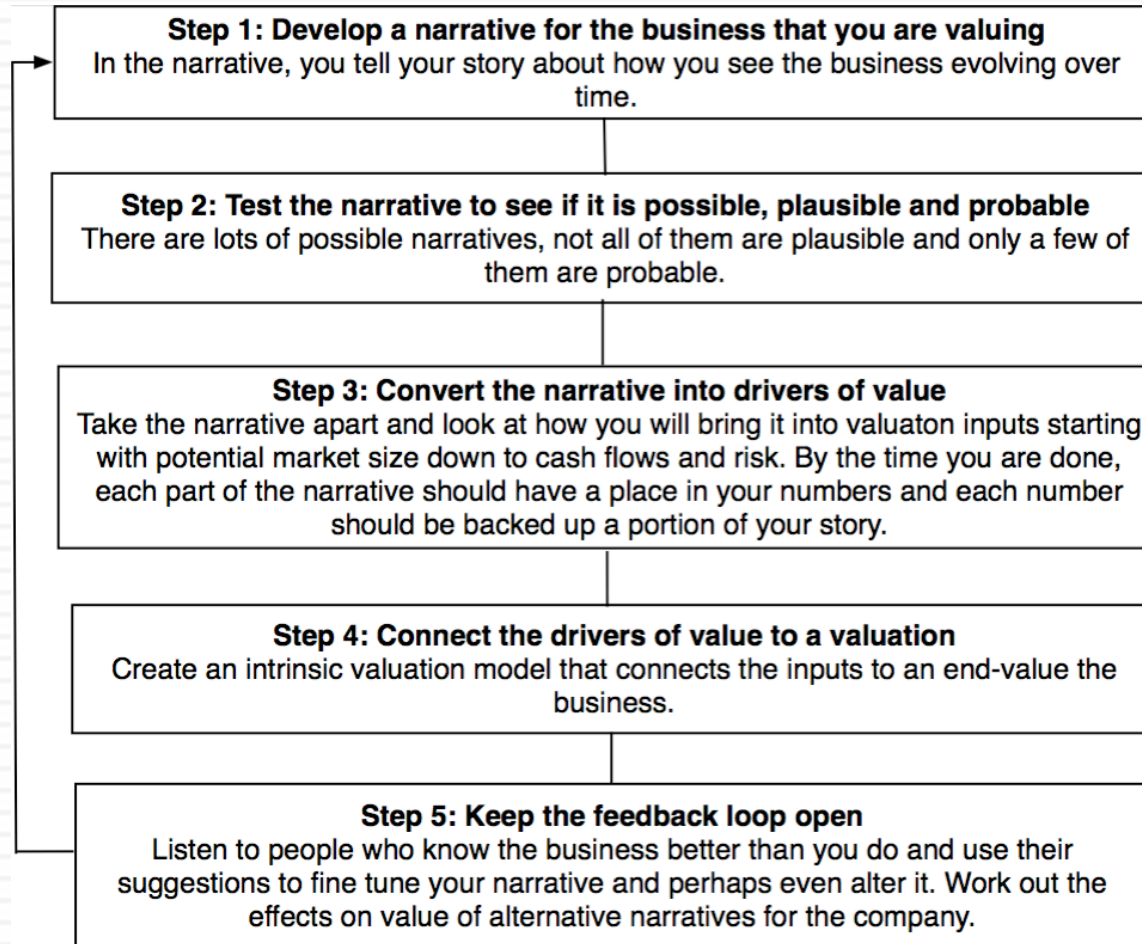 Step 1: Develop a narrative for the business that you are valuing
In the narrative, you tell your story about how you see the business evolving over
time.
Step 2: Test the narrative to see if it is possible, plausible and probable
There are lots of possible narratives, not all of them are plausible and only a few of
them are probable.
Step 3: Convert the narrative into drivers of value
Take the narrative apart and look at how you will bring it into valuaton inputs starting
with potential market size down to cash flows and risk. By the time you are done,
each part of the narrative should have a place in your numbers and each number
should be backed up a portion of your story.
Step 4: Connect the drivers of value to a valuation
Create an intrinsic valuation model that connects the inputs to an end-value the
business.
Step 5: Keep the feedback loop open
Listen to people who know the business better than you do and use their
suggestions to fine tune your narrative and perhaps even alter it. Work out the
effects on value of alternative narratives for the company.